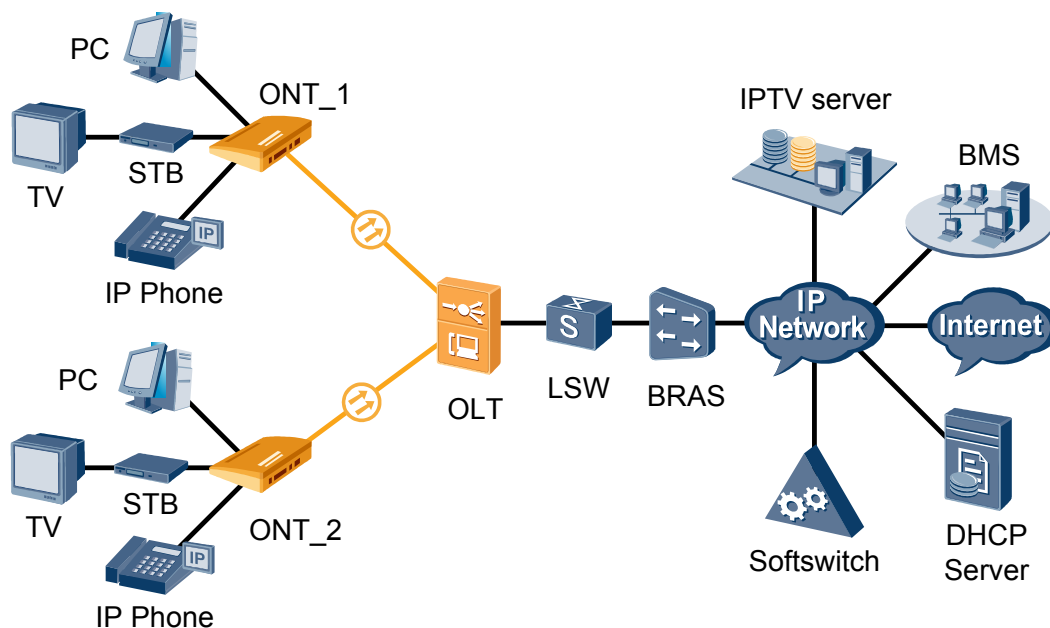 PC
ONT_1
TV
STB
IP
IP Phone
PC
TV
STB
ONT_2
IP
IP Phone
OLT
S
LSW
BRAS
IPTV server
BMS
IP
Network
Internet
Softswitch
DHCP
Server